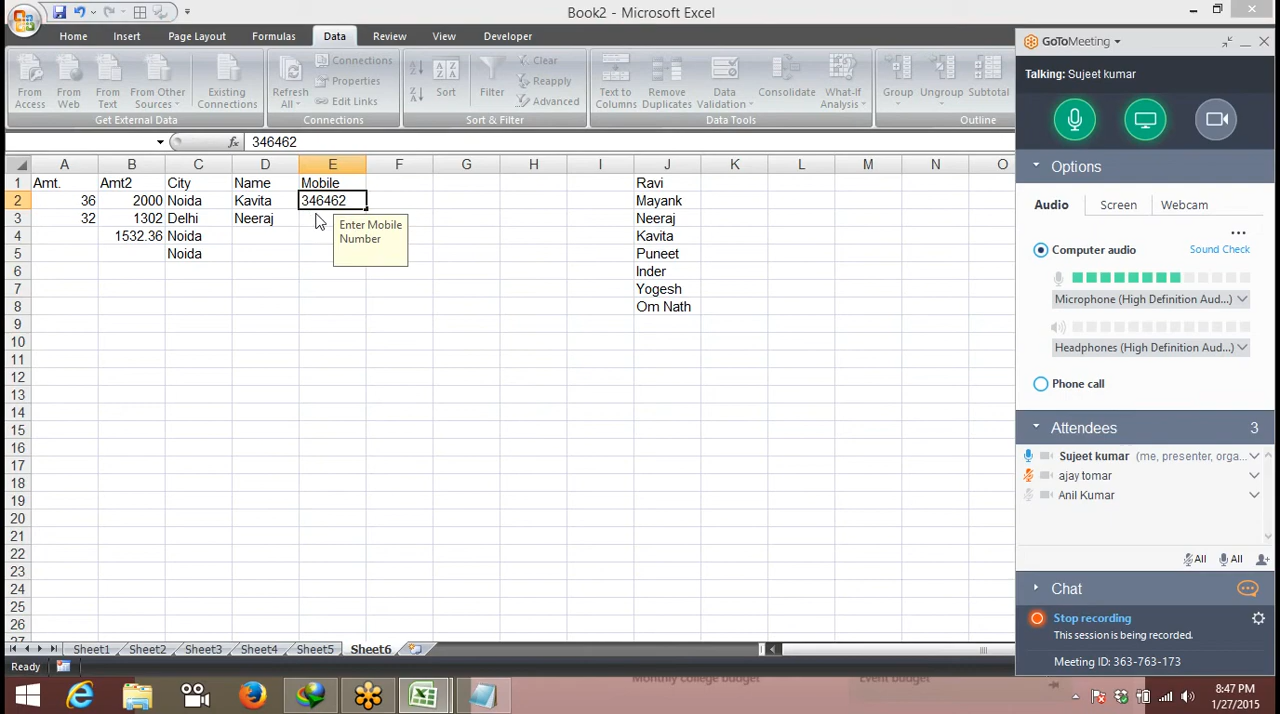 Book2 - Microsoft Excel
Home Insert Page Layout Formulas Data Review View Developer
From Access
From Web
From Text
From Other Sources
Existing Connections
Get External Data
Refresh All
Connections
Properties
Edit Links
Connections
Sort
Filter
Clear
Reapply
Advanced
Sort & Filter
Text to Columns
Remove Duplicates
Data Validation
Consolidate
What-If Analysis
Data Tools
Group
Ungroup
Subtotal
Outline
fx 346462
A B C D E F G H I J K L M N O
1 Amt. Amt2 City Name Mobile Ravi
2 36 2000 Noida Kavita 346462 Mayank
3 32 1302 Delhi Neeraj Neeraj
4 1532.36 Noida Kavita
5 Noida Puneet
6 Inder
7 Yogesh
8 Om Nath
9
10
11
12
13
14
15
16
17
18
19
20
21
22
23
24
25
26
27
Enter Mobile
Number
Sheet1 Sheet2 Sheet3 Sheet4 Sheet5 Sheet6
Ready
GoToMeeting
Talking: Sujeet kumar
Options
Audio Screen Webcam
Computer audio Sound Check
Microphone (High Definition Aud...)
Headphones (High Definition Aud...)
Phone call
Attendees 3
Sujeet kumar (me, presenter, orga...
ajay tomar
Anil Kumar
All All
Chat
Stop recording
This session is being recorded.
Meeting ID: 363-763-173
Monthly college budget Event budget
8:47 PM
1/27/2015